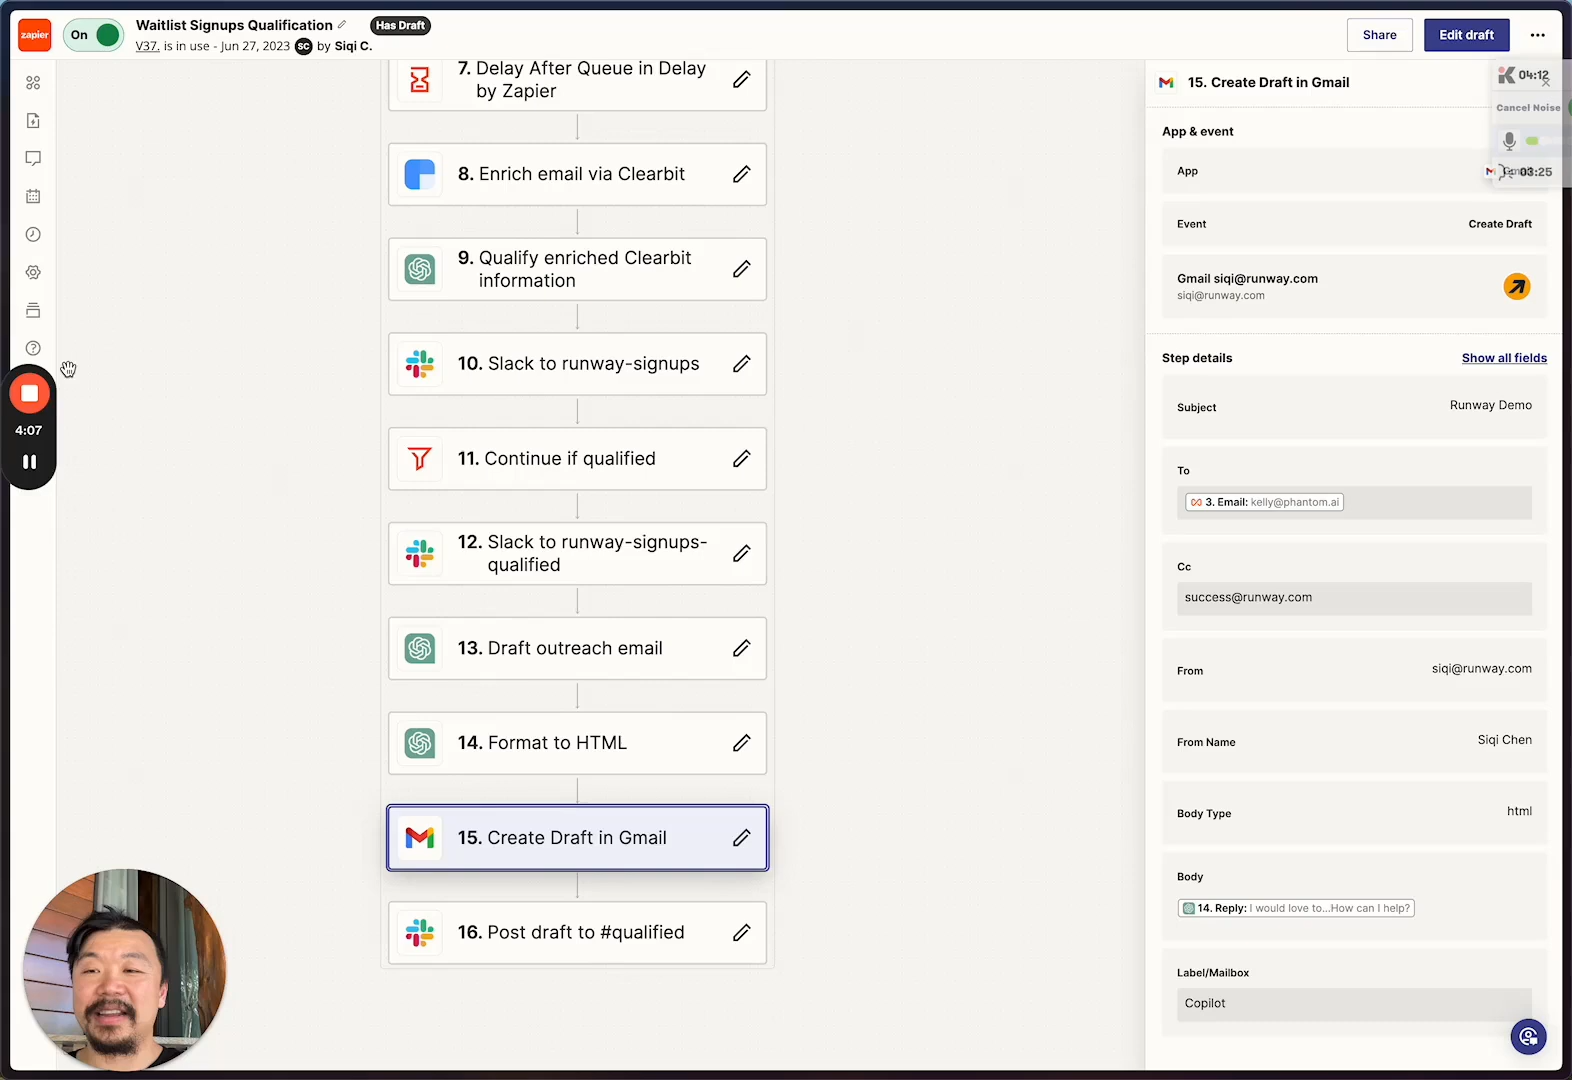 zapier
On
Waitlist Signups Qualification
Has Draft
V37. is in use - Jun 27, 2023 SC by Siqi C.
Share
Edit draft
7. Delay After Queue in Delay
by Zapier
8. Enrich email via Clearbit
9. Qualify enriched Clearbit
information
10. Slack to runway-signups
11. Continue if qualified
12. Slack to runway-signups-
qualified
13. Draft outreach email
14. Format to HTML
15. Create Draft in Gmail
16. Post draft to #qualified
4:07
15. Create Draft in Gmail
04:12
Cancel Noise
03:25
App & event
App
Event
Create Draft
Gmail siqi@runway.com
siqi@runway.com
Step details
Show all fields
Subject
Runway Demo
To
3. Email: kelly@phantom.ai
Cc
success@runway.com
From
siqi@runway.com
From Name
Siqi Chen
Body Type
html
Body
14. Reply: I would love to...How can I help?
Label/Mailbox
Copilot